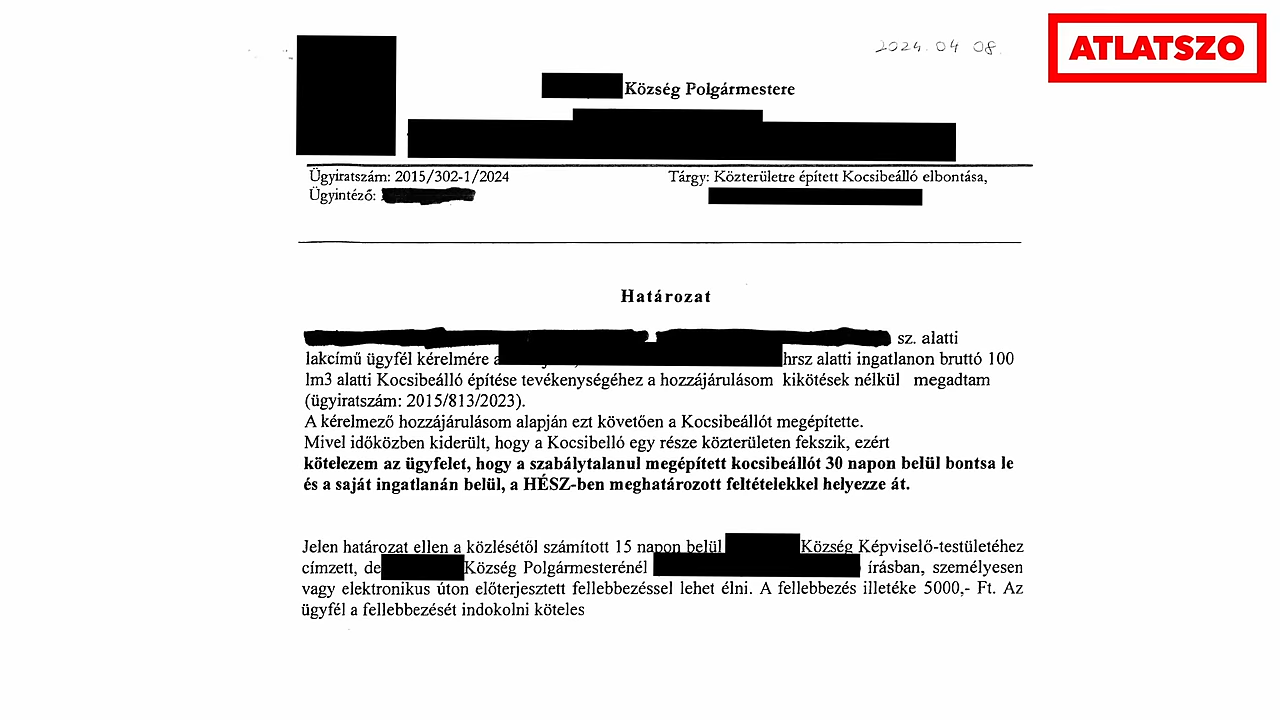 2024.04 08.
ATLATSZO
Község Polgármestere
Ügyiratszám: 2015/302-1/2024
Tárgy: Közterületre épített Kocsibeálló elbontása,
Ügyintéző:
Határozat
sz. alatti
lakcímű ügyfél kérelmére a hrsz alatti ingatlanon bruttó 100
lm3 alatti Kocsibeálló építése tevékenységéhez a hozzájárulásom kikötések nélkül megadtam
(ügyiratszám: 2015/813/2023).
A kérelmező hozzájárulásom alapján ezt követően a Kocsibeállót megépítette.
Mivel időközben kiderült, hogy a Kocsibelló egy része közterületen fekszik, ezért
kötelezem az ügyfelet, hogy a szabálytalanul megépített kocsibeállót 30 napon belül bontsa le
és a saját ingatlanán belül, a HÉSZ-ben meghatározott feltételekkel helyezze át.
Jelen határozat ellen a közlésétől számított 15 napon belül Község Képviselő-testületéhez
címzett, de Község Polgármesterénél írásban, személyesen
vagy elektronikus úton előterjesztett fellebbezéssel lehet élni. A fellebbezés illetéke 5000,- Ft. Az
ügyfél a fellebbezését indokolni köteles